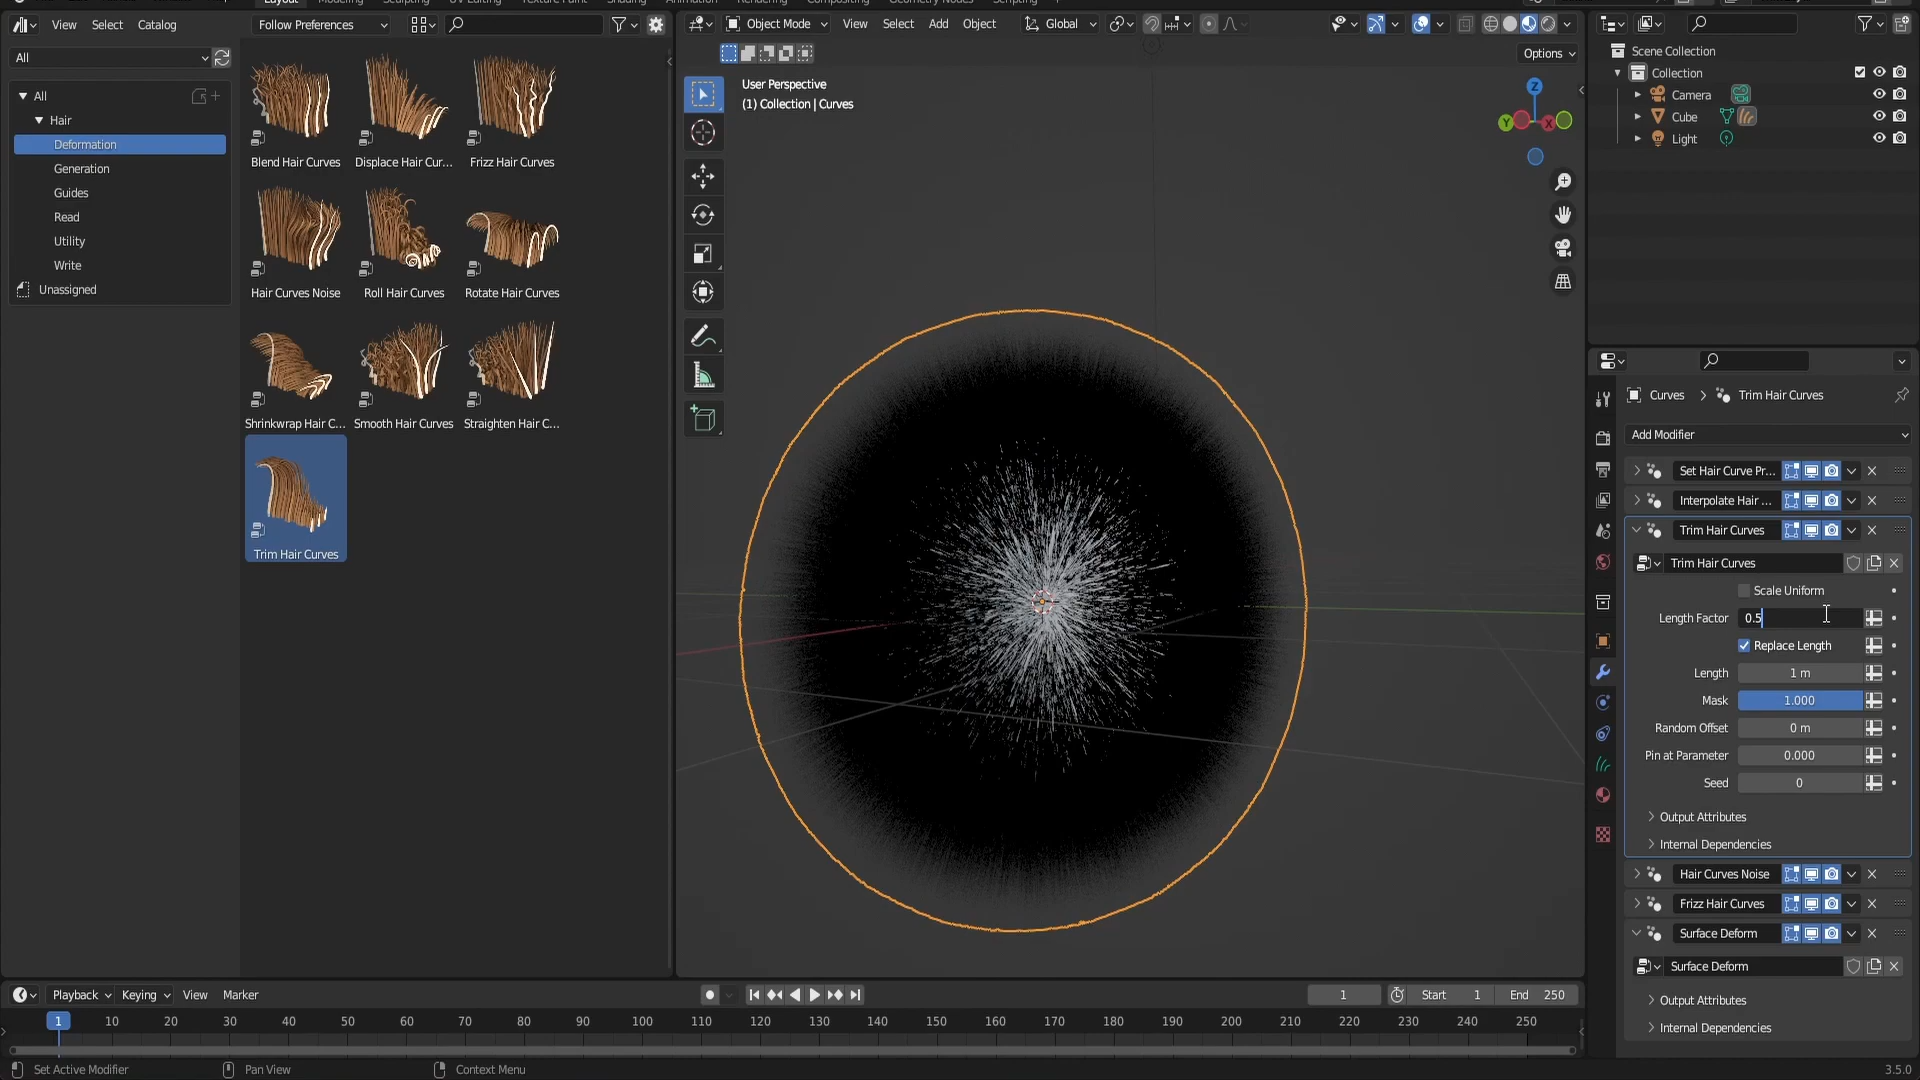 View Select Catalog
Follow Preferences
All
All
Hair
Deformation
Generation
Guides
Read
Utility
Write
Unassigned
Blend Hair Curves
Displace Hair Cur...
Frizz Hair Curves
Hair Curves Noise
Roll Hair Curves
Rotate Hair Curves
Shrinkwrap Hair C...
Smooth Hair Curves
Straighten Hair C...
Trim Hair Curves
Object Mode View Select Add Object Global
Options
User Perspective
(1) Collection | Curves
Z
Y
X
Scene Collection
Collection
Camera
Cube
Light
Curves > Trim Hair Curves
Add Modifier
Set Hair Curve Pr...
Interpolate Hair ...
Trim Hair Curves
Trim Hair Curves
Scale Uniform
Length Factor 0.5
Replace Length
Length 1 m
Mask 1.000
Random Offset 0 m
Pin at Parameter 0.000
Seed 0
Output Attributes
Internal Dependencies
Hair Curves Noise
Frizz Hair Curves
Surface Deform
Surface Deform
Output Attributes
Internal Dependencies
Playback Keying View Marker
1 Start 1 End 250
1 10 20 30 40 50 60 70 80 90 100 110 120 130 140 150 160 170 180 190 200 210 220 230 240 250
Set Active Modifier Pan View Context Menu 3.5.0